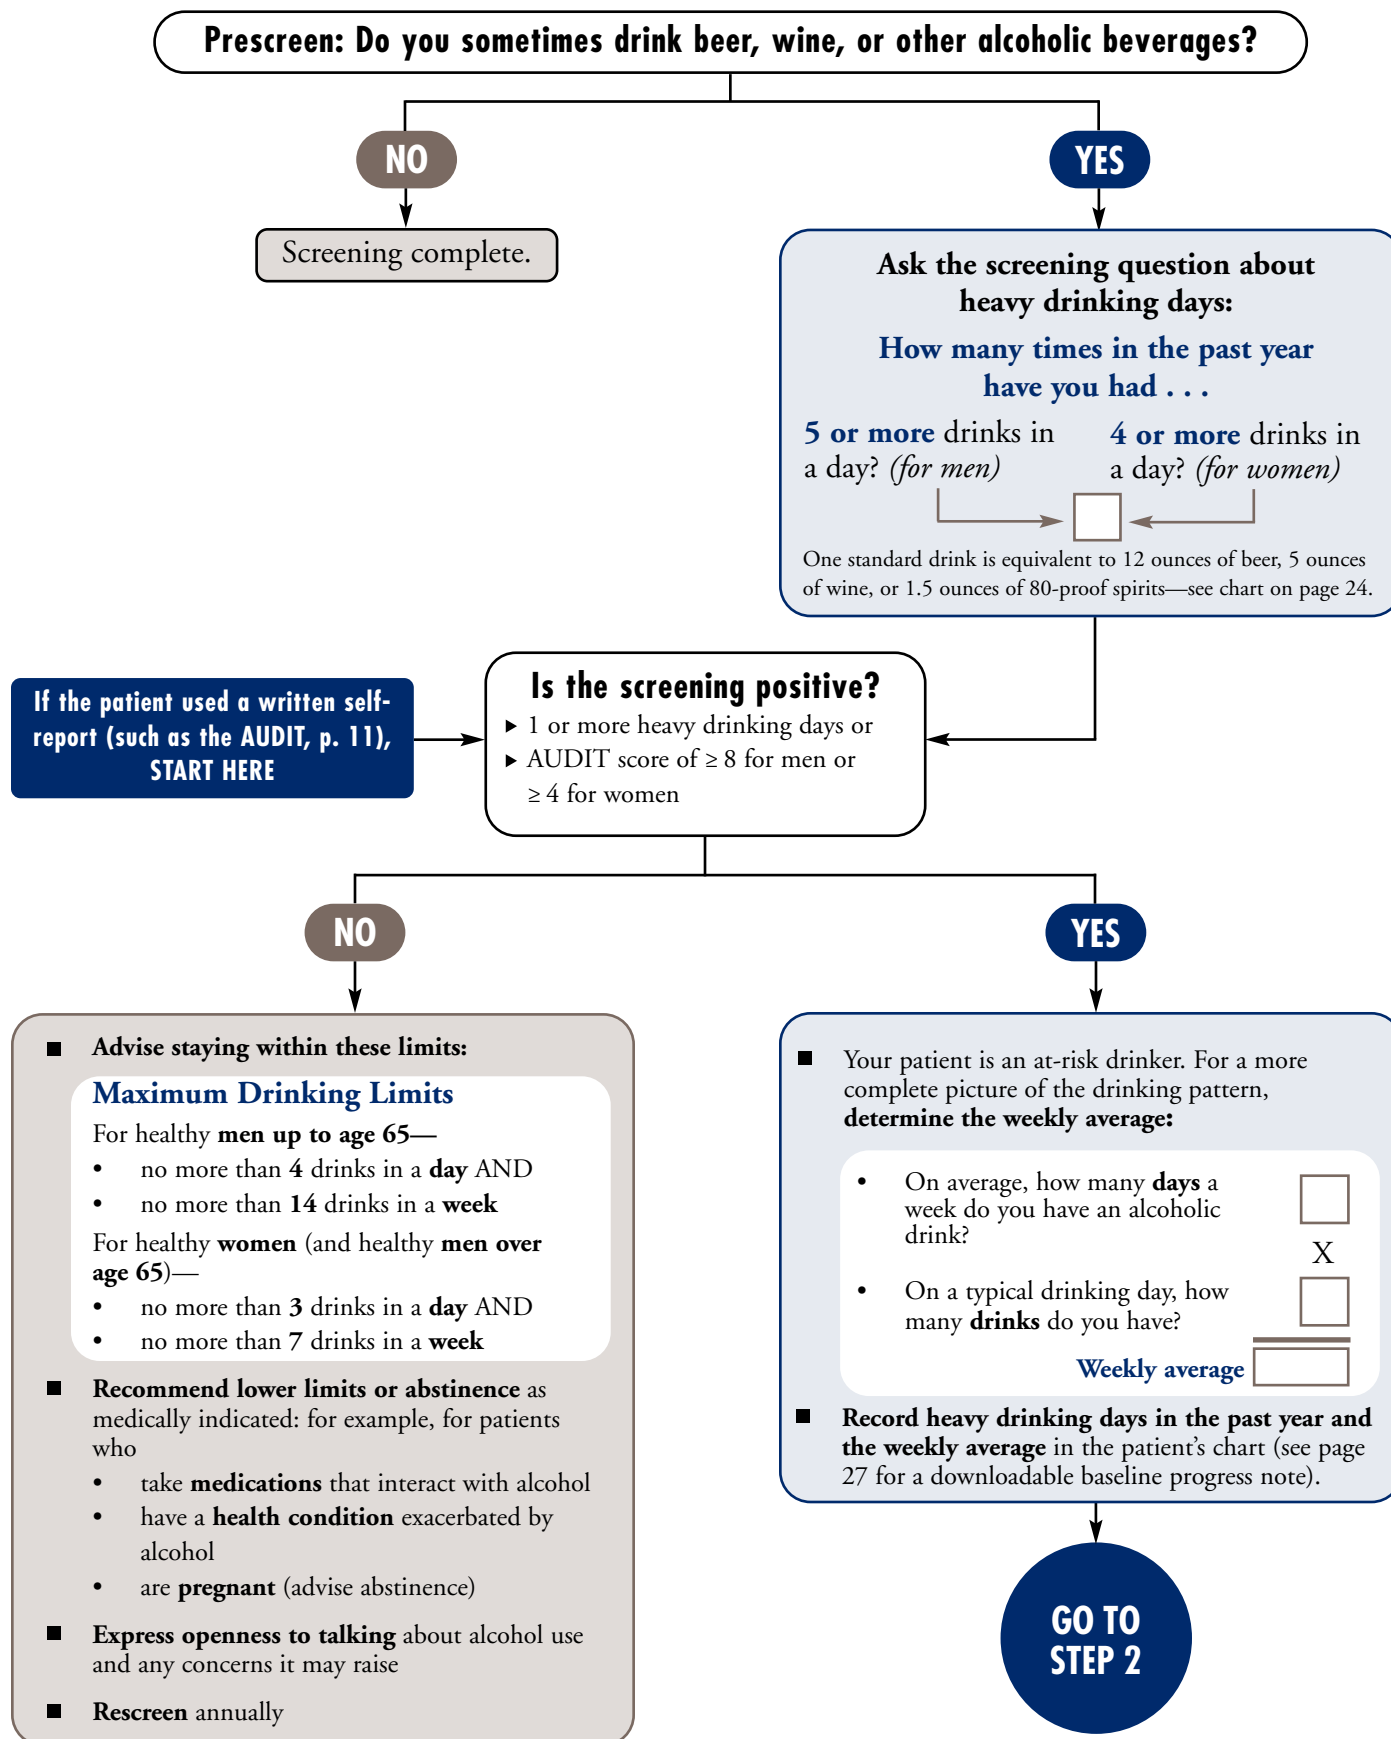 Prescreen: Do you sometimes drink beer, wine, or other alcoholic beverages?
NO
YES
Screening complete.
Ask the screening question about
heavy drinking days:
How many times in the past year
have you had . . .
5 or more drinks in
a day? (for men)
4 or more drinks in
a day? (for women)
One standard drink is equivalent to 12 ounces of beer, 5 ounces
of wine, or 1.5 ounces of 80-proof spirits—see chart on page 24.
If the patient used a written self-
report (such as the AUDIT, p. 11),
START HERE
Is the screening positive?
▶ 1 or more heavy drinking days or
▶ AUDIT score of ≥ 8 for men or
≥ 4 for women
NO
YES
■ Advise staying within these limits:
Maximum Drinking Limits
For healthy men up to age 65—
• no more than 4 drinks in a day AND
• no more than 14 drinks in a week
For healthy women (and healthy men over
age 65)—
• no more than 3 drinks in a day AND
• no more than 7 drinks in a week
■ Recommend lower limits or abstinence as
medically indicated: for example, for patients
who
• take medications that interact with alcohol
• have a health condition exacerbated by
alcohol
• are pregnant (advise abstinence)
■ Express openness to talking about alcohol use
and any concerns it may raise
■ Rescreen annually
■ Your patient is an at-risk drinker. For a more
complete picture of the drinking pattern,
determine the weekly average:
• On average, how many days a
week do you have an alcoholic
drink?
X
• On a typical drinking day, how
many drinks do you have?
Weekly average
■ Record heavy drinking days in the past year and
the weekly average in the patient’s chart (see page
27 for a downloadable baseline progress note).
GO TO
STEP 2